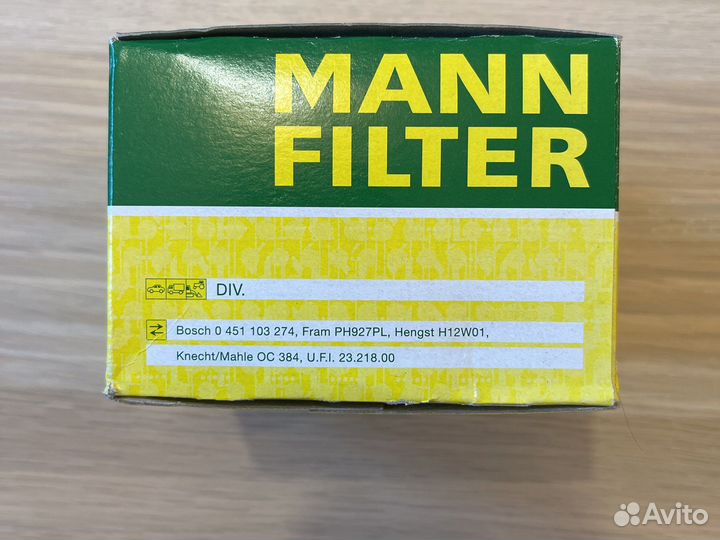 MANN
FILTER
DIV.
Bosch 0 451 103 274, Fram PH927PL, Hengst H12W01,
Knecht/Mahle OC 384, U.F.I. 23.218.00
Avito